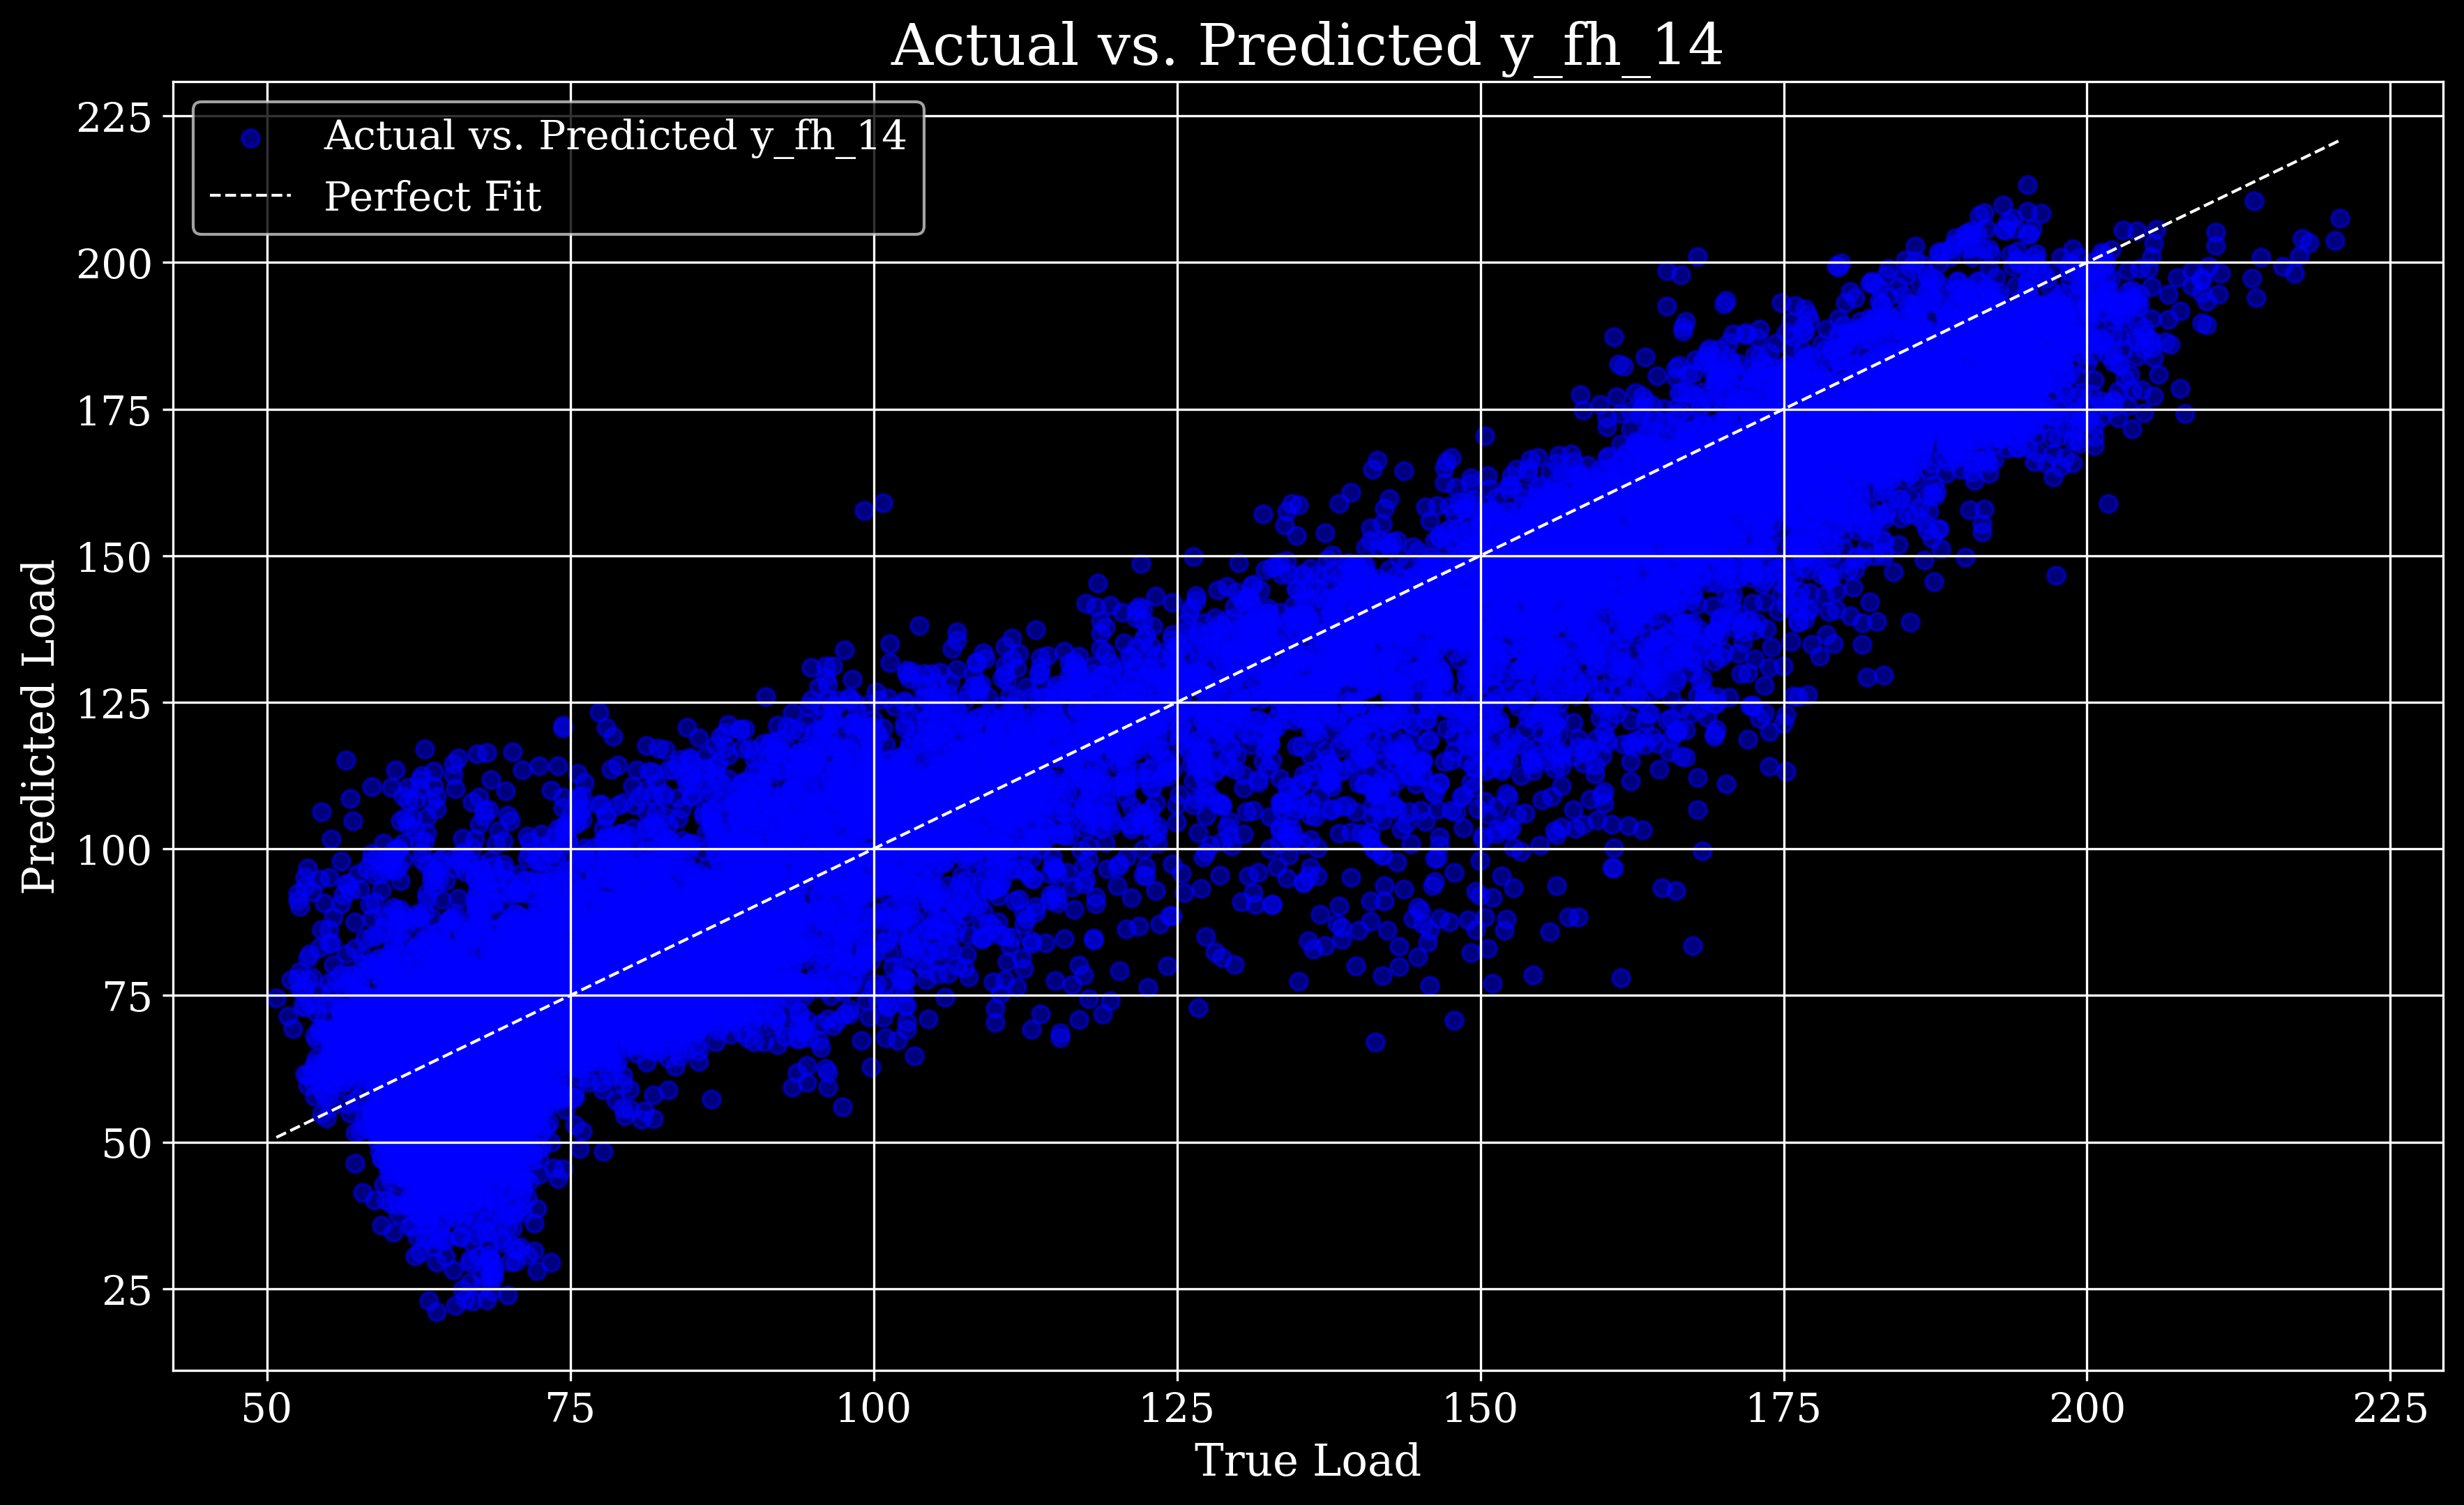 Actual vs. Predicted y_fh_14
Actual vs. Predicted y_fh_14
Perfect Fit
225
200
175
150
125
100
75
50
25
Predicted Load
50 75 100 125 150 175 200 225
True Load